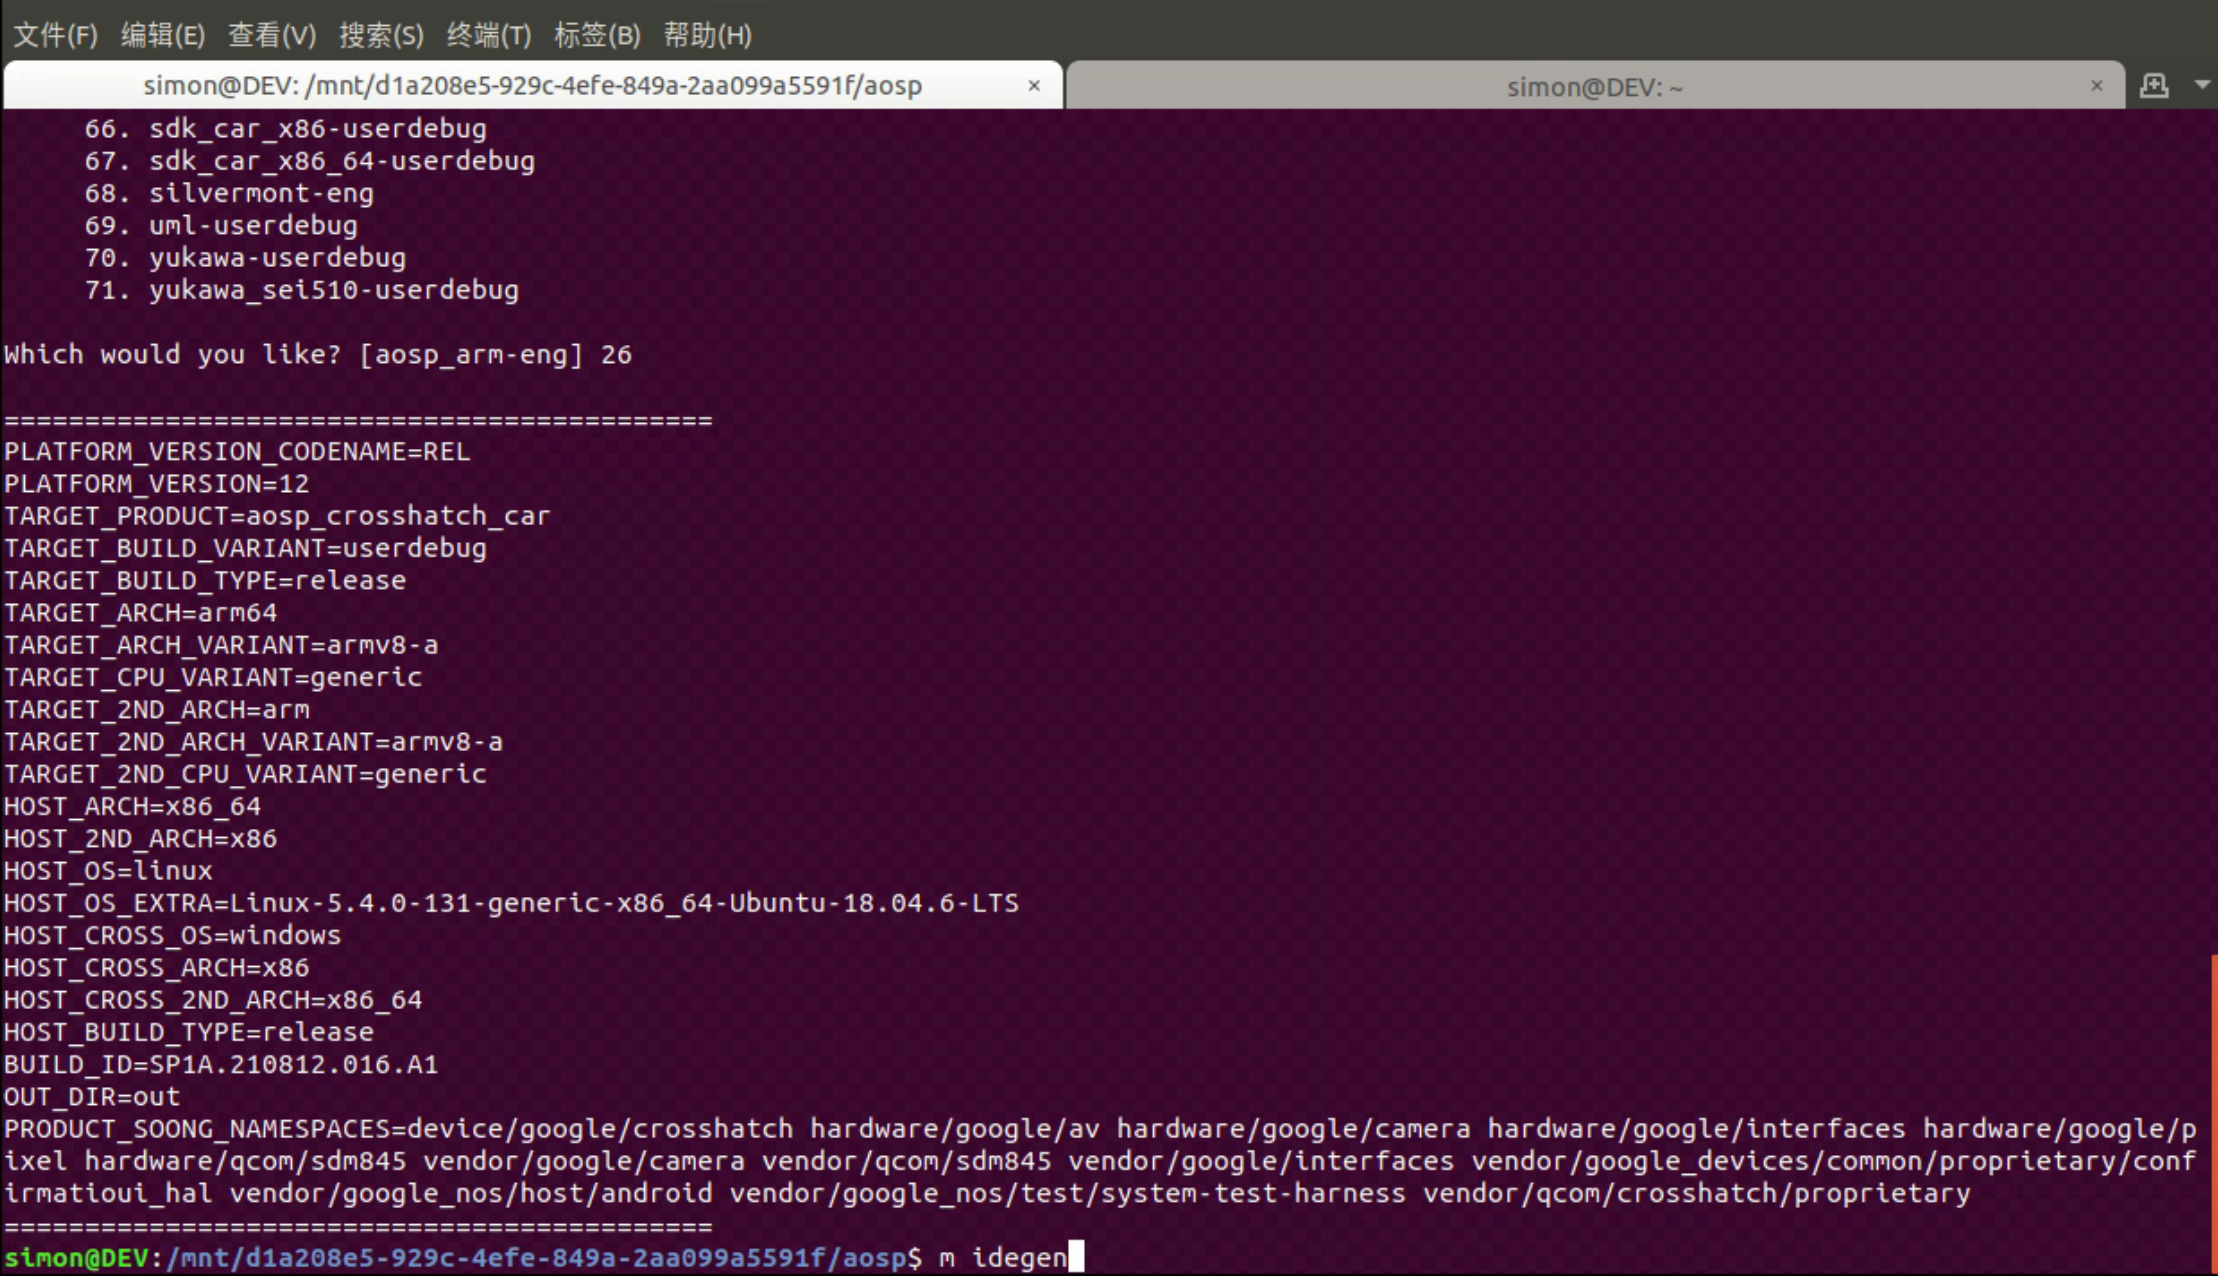 文件(F) 编辑(E) 查看(V) 搜索(S) 终端(T) 标签(B) 帮助(H)
simon@DEV: /mnt/d1a208e5-929c-4efe-849a-2aa099a5591f/aosp × simon@DEV: ~ ×
66. sdk_car_x86-userdebug
67. sdk_car_x86_64-userdebug
68. silvermont-eng
69. uml-userdebug
70. yukawa-userdebug
71. yukawa_sei510-userdebug
Which would you like? [aosp_arm-eng] 26
============================================
PLATFORM_VERSION_CODENAME=REL
PLATFORM_VERSION=12
TARGET_PRODUCT=aosp_crosshatch_car
TARGET_BUILD_VARIANT=userdebug
TARGET_BUILD_TYPE=release
TARGET_ARCH=arm64
TARGET_ARCH_VARIANT=armv8-a
TARGET_CPU_VARIANT=generic
TARGET_2ND_ARCH=arm
TARGET_2ND_ARCH_VARIANT=armv8-a
TARGET_2ND_CPU_VARIANT=generic
HOST_ARCH=x86_64
HOST_2ND_ARCH=x86
HOST_OS=linux
HOST_OS_EXTRA=Linux-5.4.0-131-generic-x86_64-Ubuntu-18.04.6-LTS
HOST_CROSS_OS=windows
HOST_CROSS_ARCH=x86
HOST_CROSS_2ND_ARCH=x86_64
HOST_BUILD_TYPE=release
BUILD_ID=SP1A.210812.016.A1
OUT_DIR=out
PRODUCT_SOONG_NAMESPACES=device/google/crosshatch hardware/google/av hardware/google/camera hardware/google/interfaces hardware/google/p
ixel hardware/qcom/sdm845 vendor/google/camera vendor/qcom/sdm845 vendor/google/interfaces vendor/google_devices/common/proprietary/conf
irmatioui_hal vendor/google_nos/host/android vendor/google_nos/test/system-test-harness vendor/qcom/crosshatch/proprietary
============================================
simon@DEV:/mnt/d1a208e5-929c-4efe-849a-2aa099a5591f/aosp$ m idegen